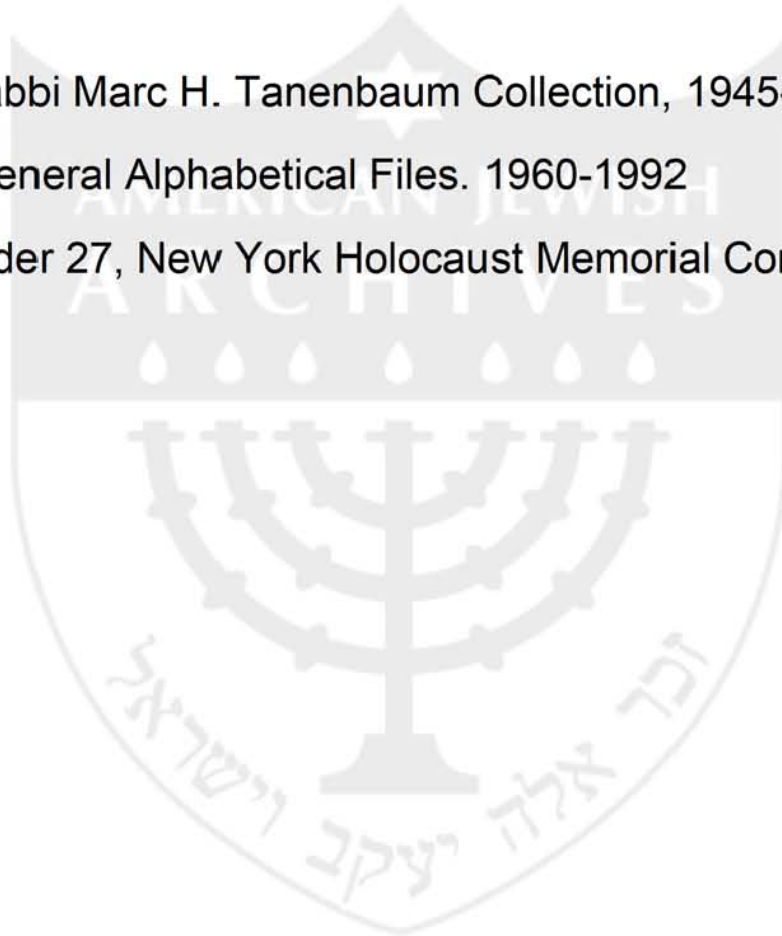 abbi Marc H. Tanenbaum Collection, 1945-
eneral Alphabetical Files. 1960-1992
AMERICAN JEWISH
der 27, New York Holocaust Memorial
ARCHIVES
זכר אלה יעקב וישראל